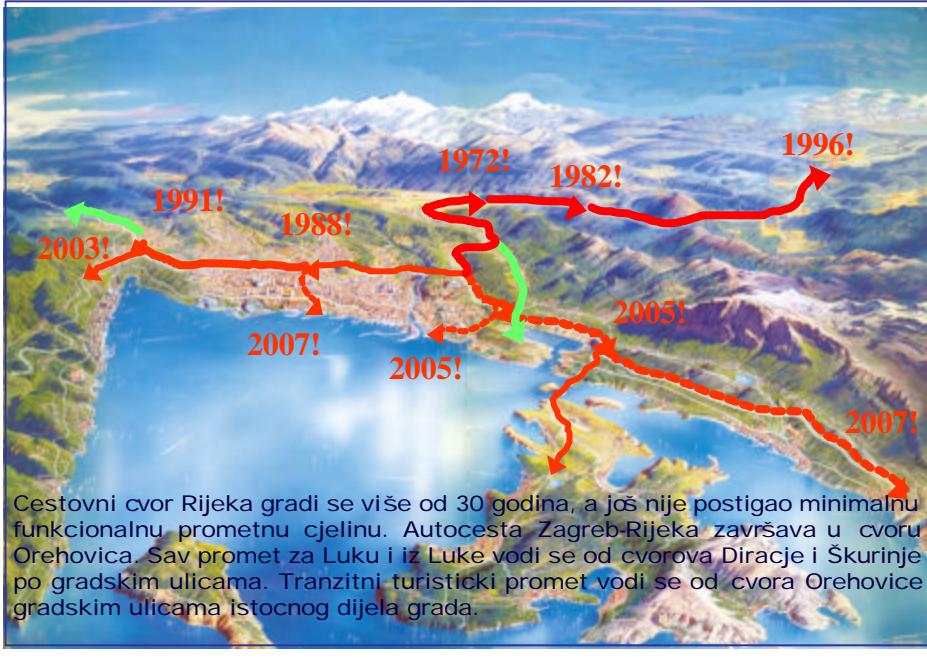 1996!
1972!
1982!
1991!
1988!
2003!
2005!
2007!
2005!
2007!
Cestovni cvor Rijeka gradi se više od 30 godina, a još nije postigao minimalnu
funkcionalnu prometnu cjelinu. Autocesta Zagreb-Rijeka završava u cvoru
Orehovica. Sav promet za Luku i iz Luke vodi se od cvorova Diracje i Škurinje
po gradskim ulicama. Tranzitni turisticki promet vodi se od cvora Orehovice
gradskim ulicama istocnog dijela grada.